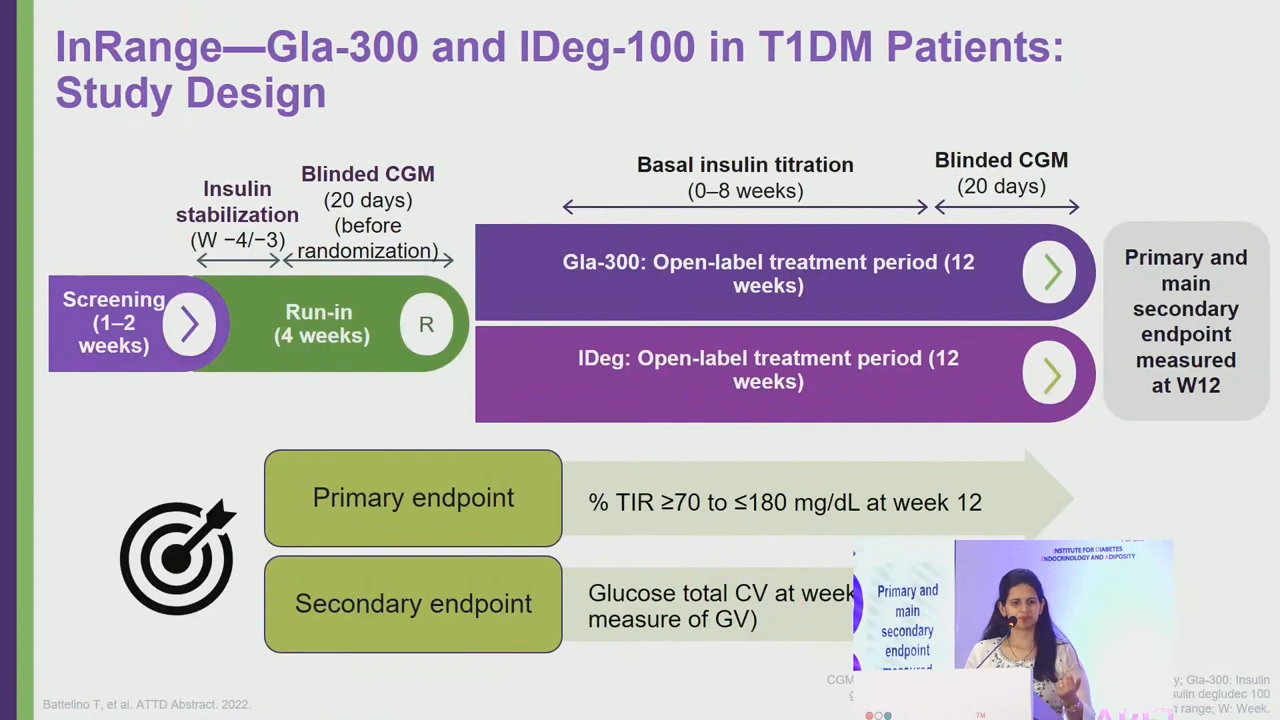 InRange—Gla-300 and IDeg-100 in T1DM Patients:
Study Design
Insulin
stabilization
(W −4/−3)
Blinded CGM
(20 days)
(before
randomization)
Basal insulin titration
(0–8 weeks)
Blinded CGM
(20 days)
Screening
(1–2
weeks)
Run-in
(4 weeks)
R
Gla-300: Open-label treatment period (12
weeks)
IDeg: Open-label treatment period (12
weeks)
Primary and
main
secondary
endpoint
measured
at W12
Primary endpoint
% TIR ≥70 to ≤180 mg/dL at week 12
Secondary endpoint
Glucose total CV at week
measure of GV)
INSTITUTE FOR DIABETES
ENDOCRINOLOGY AND ADIPOSITY
Primary and
main
secondary
endpoint
measured
TM
Battelino T, et al. ATTD Abstract. 2022.
CGM
; Gla-300: Insulin
degludec 100
range; W: Week.